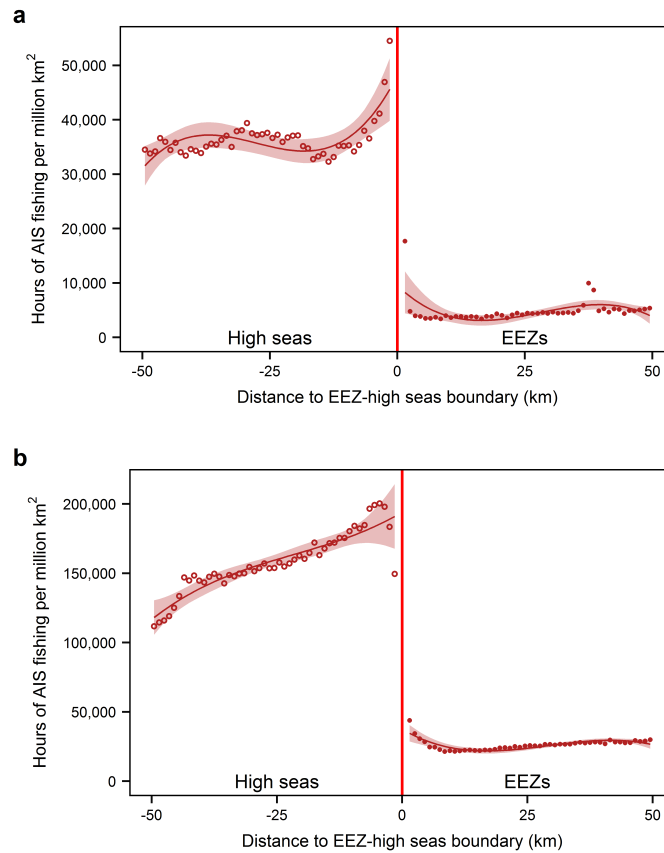 a
Hours of AIS fishing per million km²
50,000
40,000
30,000
20,000
10,000
0
High seas
EEZs
-50
-25
0
25
50
Distance to EEZ-high seas boundary (km)
b
Hours of AIS fishing per million km²
200,000
150,000
100,000
50,000
0
High seas
EEZs
-50
-25
0
25
50
Distance to EEZ-high seas boundary (km)